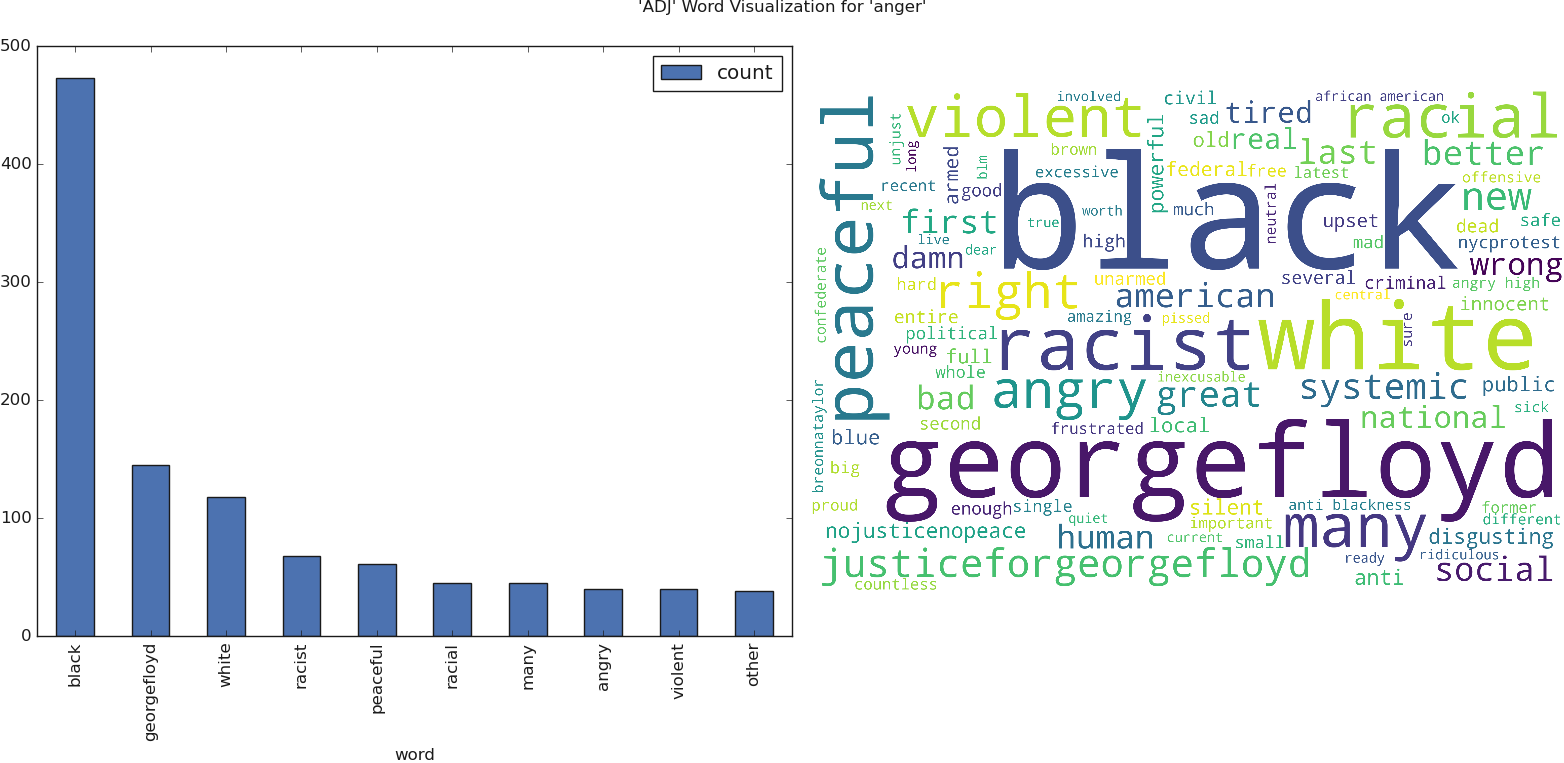 'ADJ' Word Visualization for 'anger'
500
400
300
200
100
0
count
black
georgefloyd
white
racist
peaceful
racial
many
angry
violent
other
word
involved
civil
african american
violent
sad
tired
racial
ok
unjust
long
brown
blm
powerful
old
real
last
better
peaceful
armed
excessive
federal
free
latest
offensive
recent
good
black
neutral
new
next
first
true
worth
much
upset
dead
safe
live
dear
high
mad
nycprotest
damn
wrong
confederate
hard
right
unarmed
several
criminal
angry high
american
central
innocent
entire
amazing
pissed
sure
political
racist
white
young
full
whole
inexcusable
angry
great
systemic
public
bad
breonnataylor
second
frustrated
local
national
sick
blue
big
georgefloyd
proud
enough
single
silent
anti blackness
former
quiet
important
many
different
nojusticenopeace
human
current
small
disgusting
ready
ridiculous
justiceforgeorgefloyd
anti
social
countless